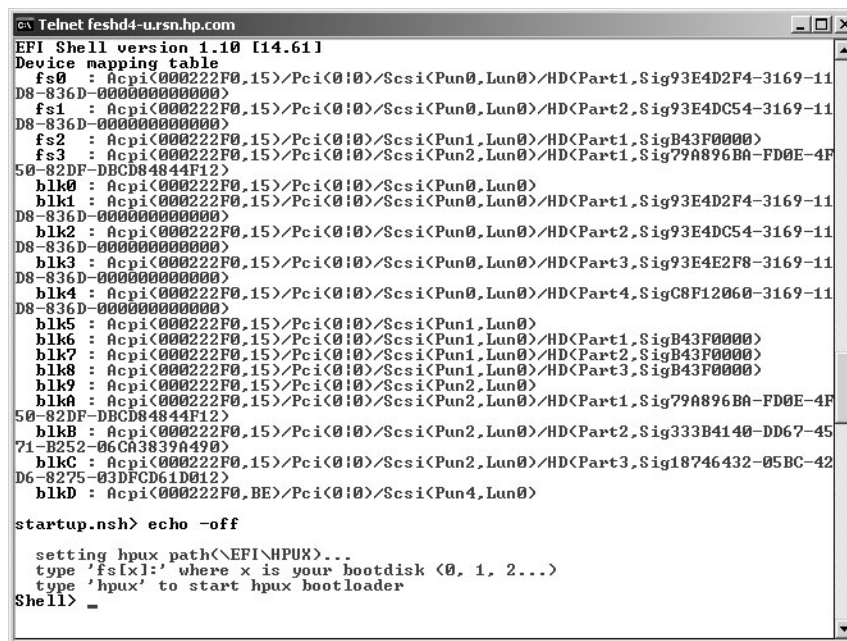 Telnet feshd4-u.rsn.hp.com
EFI Shell version 1.10 [14.61]
Device mapping table
fs0 : Acpi(000222F0,15)/Pci(0|0)/Scsi(Pun0,Lun0)/HD(Part1,Sig93E4D2F4-3169-11
D8-836D-000000000000)
fs1 : Acpi(000222F0,15)/Pci(0|0)/Scsi(Pun0,Lun0)/HD(Part2,Sig93E4DC54-3169-11
D8-836D-000000000000)
fs2 : Acpi(000222F0,15)/Pci(0|0)/Scsi(Pun1,Lun0)/HD(Part1,SigB43F0000)
fs3 : Acpi(000222F0,15)/Pci(0|0)/Scsi(Pun2,Lun0)/HD(Part1,Sig79A896BA-FD0E-4F
50-82DF-DBCD84844F12)
blk0 : Acpi(000222F0,15)/Pci(0|0)/Scsi(Pun0,Lun0)
blk1 : Acpi(000222F0,15)/Pci(0|0)/Scsi(Pun0,Lun0)/HD(Part1,Sig93E4D2F4-3169-11
D8-836D-000000000000)
blk2 : Acpi(000222F0,15)/Pci(0|0)/Scsi(Pun0,Lun0)/HD(Part2,Sig93E4DC54-3169-11
D8-836D-000000000000)
blk3 : Acpi(000222F0,15)/Pci(0|0)/Scsi(Pun0,Lun0)/HD(Part3,Sig93E4E2F8-3169-11
D8-836D-000000000000)
blk4 : Acpi(000222F0,15)/Pci(0|0)/Scsi(Pun0,Lun0)/HD(Part4,SigC8F12060-3169-11
D8-836D-000000000000)
blk5 : Acpi(000222F0,15)/Pci(0|0)/Scsi(Pun1,Lun0)
blk6 : Acpi(000222F0,15)/Pci(0|0)/Scsi(Pun1,Lun0)/HD(Part1,SigB43F0000)
blk7 : Acpi(000222F0,15)/Pci(0|0)/Scsi(Pun1,Lun0)/HD(Part2,SigB43F0000)
blk8 : Acpi(000222F0,15)/Pci(0|0)/Scsi(Pun1,Lun0)/HD(Part3,SigB43F0000)
blk9 : Acpi(000222F0,15)/Pci(0|0)/Scsi(Pun2,Lun0)
blkA : Acpi(000222F0,15)/Pci(0|0)/Scsi(Pun2,Lun0)/HD(Part1,Sig79A896BA-FD0E-4F
50-82DF-DBCD84844F12)
blkB : Acpi(000222F0,15)/Pci(0|0)/Scsi(Pun2,Lun0)/HD(Part2,Sig333B4140-DD67-45
71-B252-06CA3839A490)
blkC : Acpi(000222F0,15)/Pci(0|0)/Scsi(Pun2,Lun0)/HD(Part3,Sig18746432-05BC-42
D6-8275-03DFCD61D012)
blkD : Acpi(000222F0,BE)/Pci(0|0)/Scsi(Pun4,Lun0)
startup.nsh> echo -off
setting hpux path(\EFI\HPUX)...
type 'fs[x]:' where x is your bootdisk (0, 1, 2...)
type 'hpux' to start hpux bootloader
Shell> _